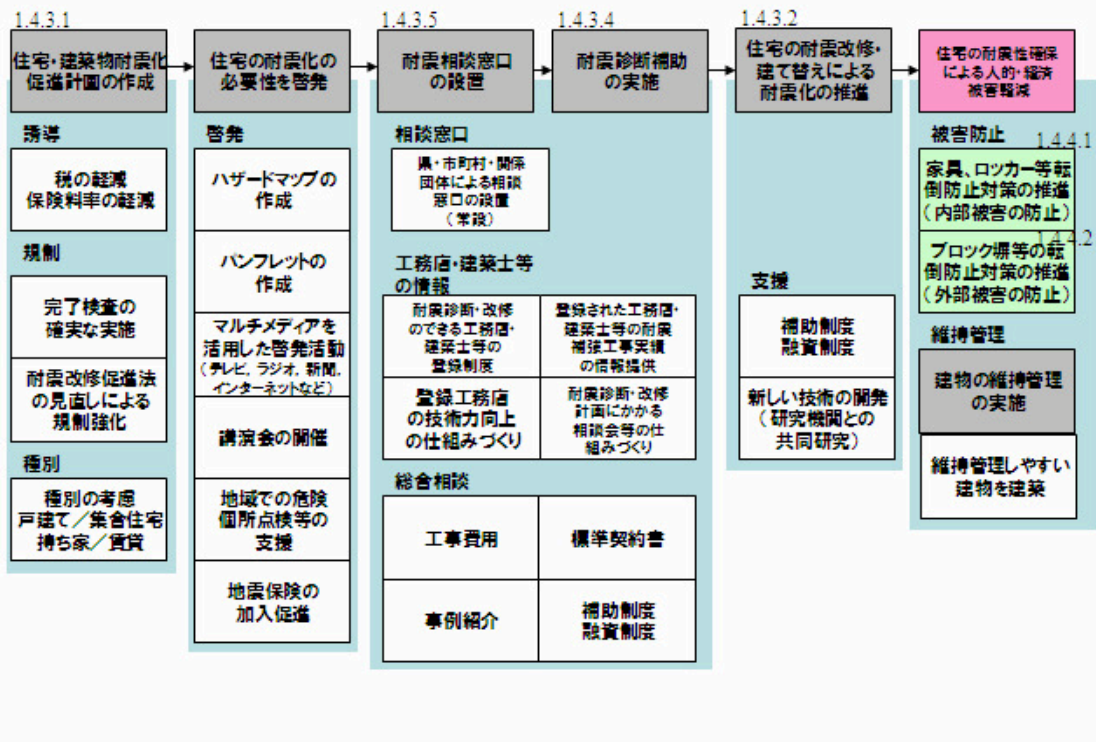 1.4.3.1
住宅・建築物耐震化
促進計画の作成
誘導
税の軽減
保険料率の軽減
規制
完了検査の
確実な実施
耐震改修促進法
の見直しによる
規制強化
種別
種別の考慮
戸建て／集合住宅
持ち家／賃貸
住宅の耐震化の
必要性を啓発
啓発
ハザードマップの
作成
パンフレットの
作成
マルチメディアを
活用した啓発活動
(テレビ, ラジオ, 新聞,
インターネットなど)
講演会の開催
地域での危険
個所点検等の
支援
地震保険の
加入促進
1.4.3.5
耐震相談窓口
の設置
1.4.3.4
耐震診断補助
の実施
相談窓口
県・市町村・関係
団体による相談
窓口の設置
(常設)
工務店・建築士等
の情報
耐震診断・改修
のできる工務店・
建築士等の
登録制度
登録された工務店・
建築士等の耐震
補強工事実績
の情報提供
登録工務店
の技術力向上
の仕組みづくり
耐震診断・改修
計画にかかる
相談会等の仕
組みづくり
総合相談
工事費用
標準契約書
事例紹介
補助制度
融資制度
1.4.3.2
住宅の耐震改修・
建て替えによる
耐震化の推進
支援
補助制度
融資制度
新しい技術の開発
(研究機関との
共同研究)
住宅の耐震性確保
による人的・経済
被害軽減
被害防止
1.4.4.1
家具、ロッカー等転
倒防止対策の推進
(内部被害の防止)
1.4.4.2
ブロック塀等の転
倒防止対策の推進
(外部被害の防止)
維持管理
建物の維持管理
の実施
維持管理しやすい
建物を建築